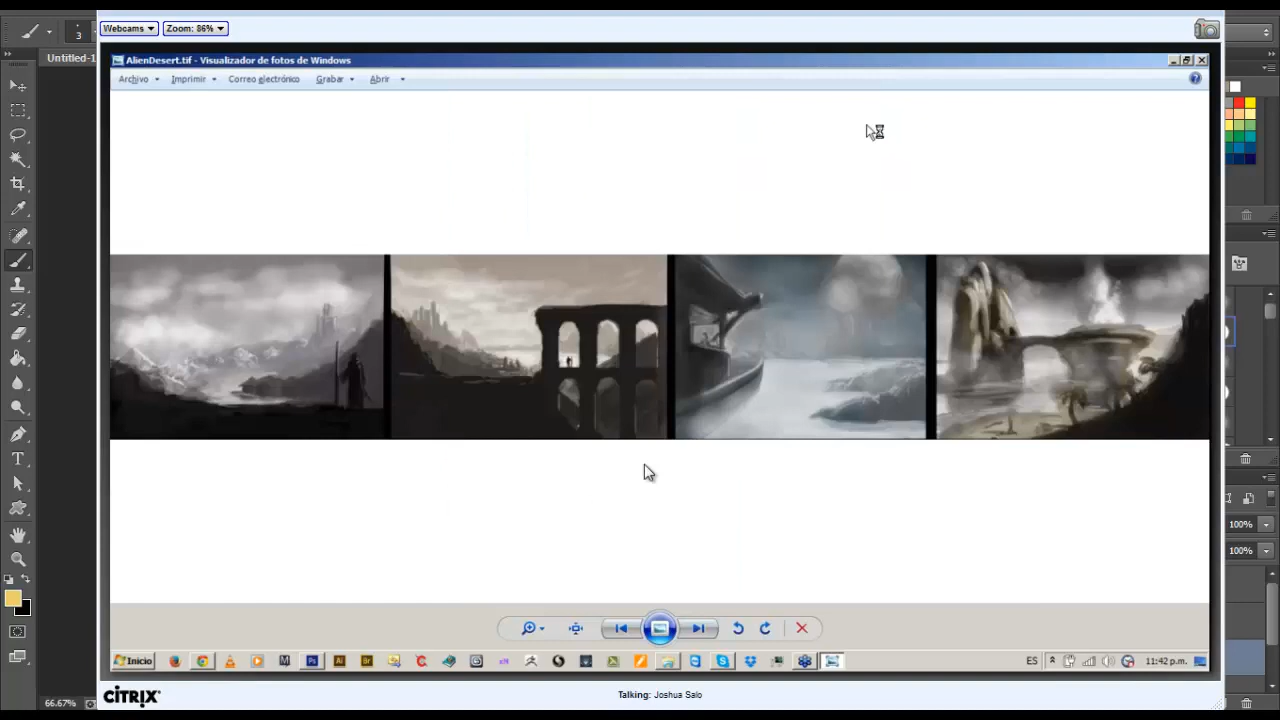 3
Webcams
Zoom: 86%
Untitled-1
AlienDesert.tif - Visualizador de fotos de Windows
Archivo Imprimir Correo electrónico Grabar Abrir
100%
100%
Inicio
ES
11:42 p.m.
66.67%
CITRIX
Talking: Joshua Salo